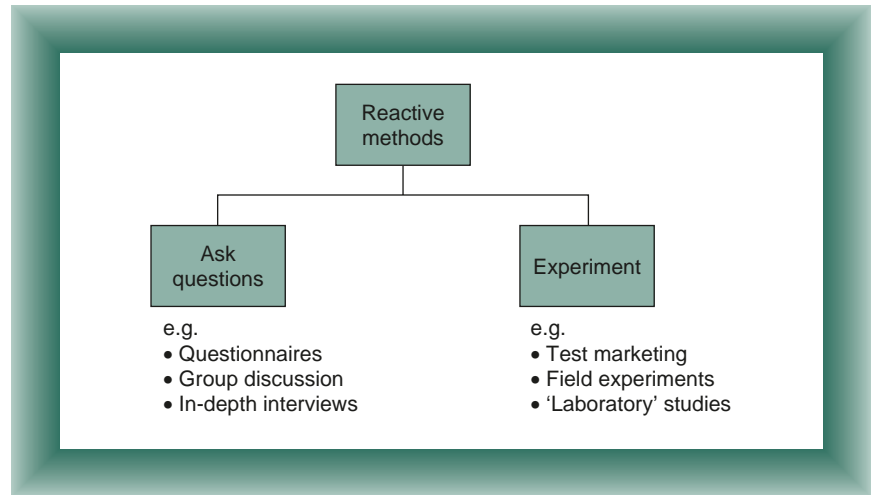 Reactive
methods
Ask
questions
Experiment
e.g.
• Questionnaires
• Group discussion
• In-depth interviews
e.g.
• Test marketing
• Field experiments
• ‘Laboratory’ studies